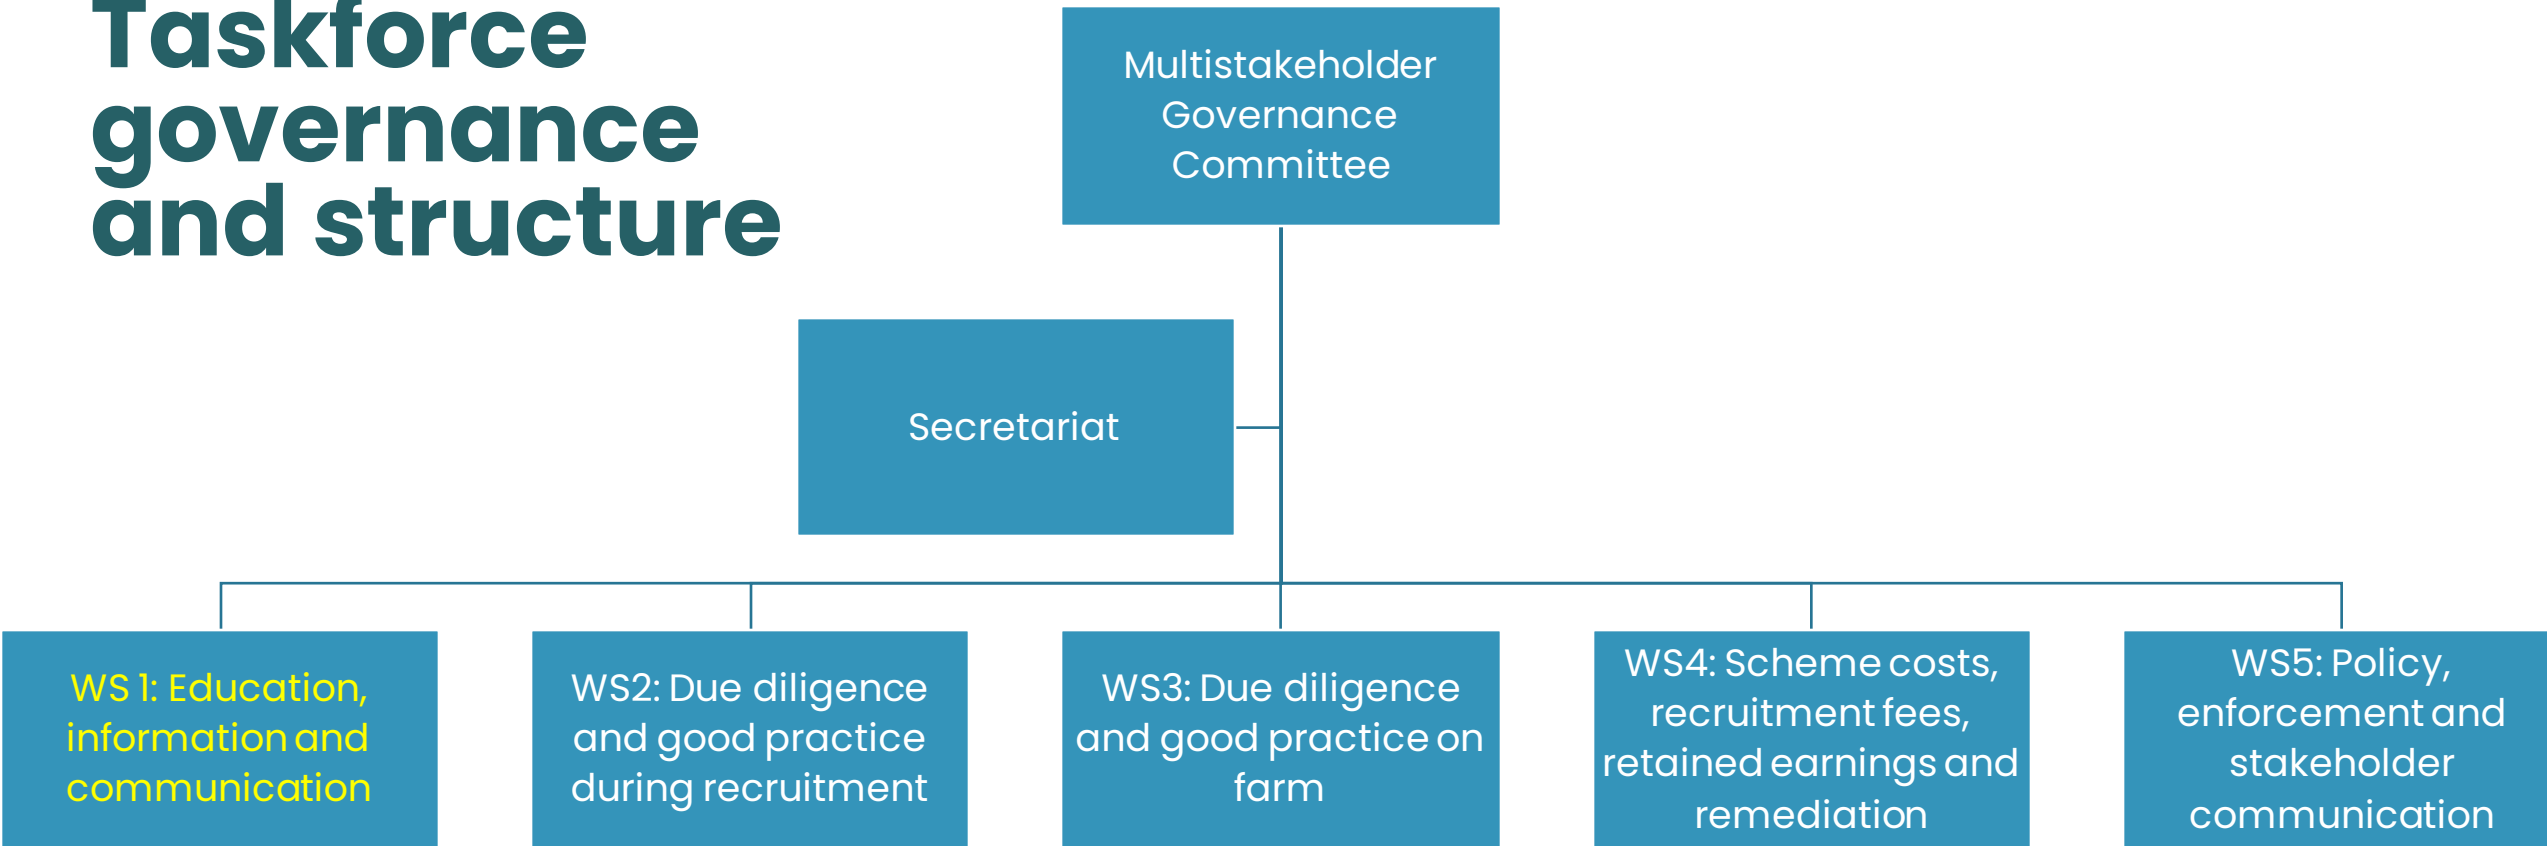 Taskforce
governance
and structure
Multistakeholder
Governance
Committee
Secretariat
WS 1: Education,
information and
communication
WS2: Due diligence
and good practice
during recruitment
WS3: Due diligence
and good practice on
farm
WS4: Scheme costs,
recruitment fees,
retained earnings and
remediation
WS5: Policy,
enforcement and
stakeholder
communication